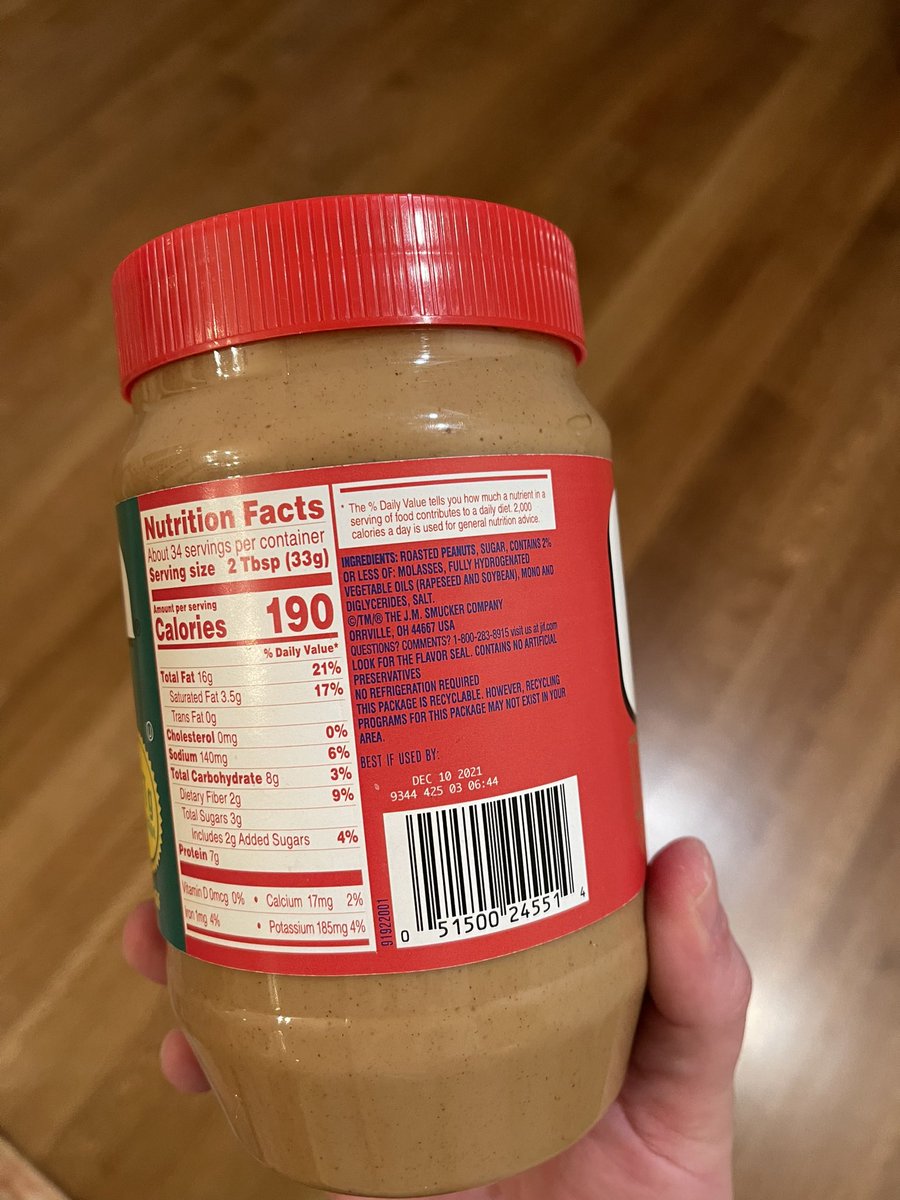 Nutrition Facts
About 34 servings per container
Serving size 2 Tbsp (33g)
Amount per serving
Calories 190
% Daily Value*
Total Fat 16g 21%
Saturated Fat 3.5g 17%
Trans Fat 0g
Cholesterol 0mg 0%
Sodium 140mg 6%
Total Carbohydrate 8g 3%
Dietary Fiber 2g 9%
Total Sugars 3g
Includes 2g Added Sugars 4%
Protein 7g
Vitamin D 0mcg 0% • Calcium 17mg 2%
Iron 1mg 4% • Potassium 185mg 4%
* The % Daily Value tells you how much a nutrient in a
serving of food contributes to a daily diet. 2,000
calories a day is used for general nutrition advice.
INGREDIENTS: ROASTED PEANUTS, SUGAR, CONTAINS 2%
OR LESS OF: MOLASSES, FULLY HYDROGENATED
VEGETABLE OILS (RAPESEED AND SOYBEAN), MONO AND
DIGLYCERIDES, SALT.
©/TM/® THE J.M. SMUCKER COMPANY
ORRVILLE, OH 44667 USA
QUESTIONS? COMMENTS? 1-800-283-8915 visit us at jif.com
LOOK FOR THE FLAVOR SEAL. CONTAINS NO ARTIFICIAL
PRESERVATIVES
NO REFRIGERATION REQUIRED
THIS PACKAGE IS RECYCLABLE. HOWEVER, RECYCLING
PROGRAMS FOR THIS PACKAGE MAY NOT EXIST IN YOUR
AREA.
BEST IF USED BY:
DEC 10 2021
9344 425 03 06:44
91922001
0 51500 24551 4